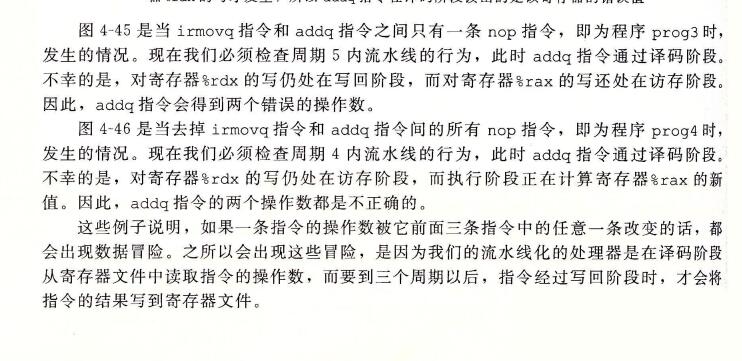 图 4-45 是当 irmovq 指令和 addq 指令之间只有一条 nop 指令，即为程序 prog3 时，
发生的情况。现在我们必须检查周期 5 内流水线的行为，此时 addq 指令通过译码阶段。
不幸的是，对寄存器%rdx 的写仍处在写回阶段，而对寄存器%rax 的写还处在访存阶段。
因此，addq 指令会得到两个错误的操作数。
图 4-46 是当去掉 irmovq 指令和 addq 指令间的所有 nop 指令，即为程序 prog4 时，
发生的情况。现在我们必须检查周期 4 内流水线的行为，此时 addq 指令通过译码阶段。
不幸的是，对寄存器%rdx 的写仍处在访存阶段，而执行阶段正在计算寄存器%rax 的新
值。因此，addq 指令的两个操作数都是不正确的。
这些例子说明，如果一条指令的操作数被它前面三条指令中的任意一条改变的话，都
会出现数据冒险。之所以会出现这些冒险，是因为我们的流水线化的处理器是在译码阶段
从寄存器文件中读取指令的操作数，而要到三个周期以后，指令经过写回阶段时，才会将
指令的结果写到寄存器文件。